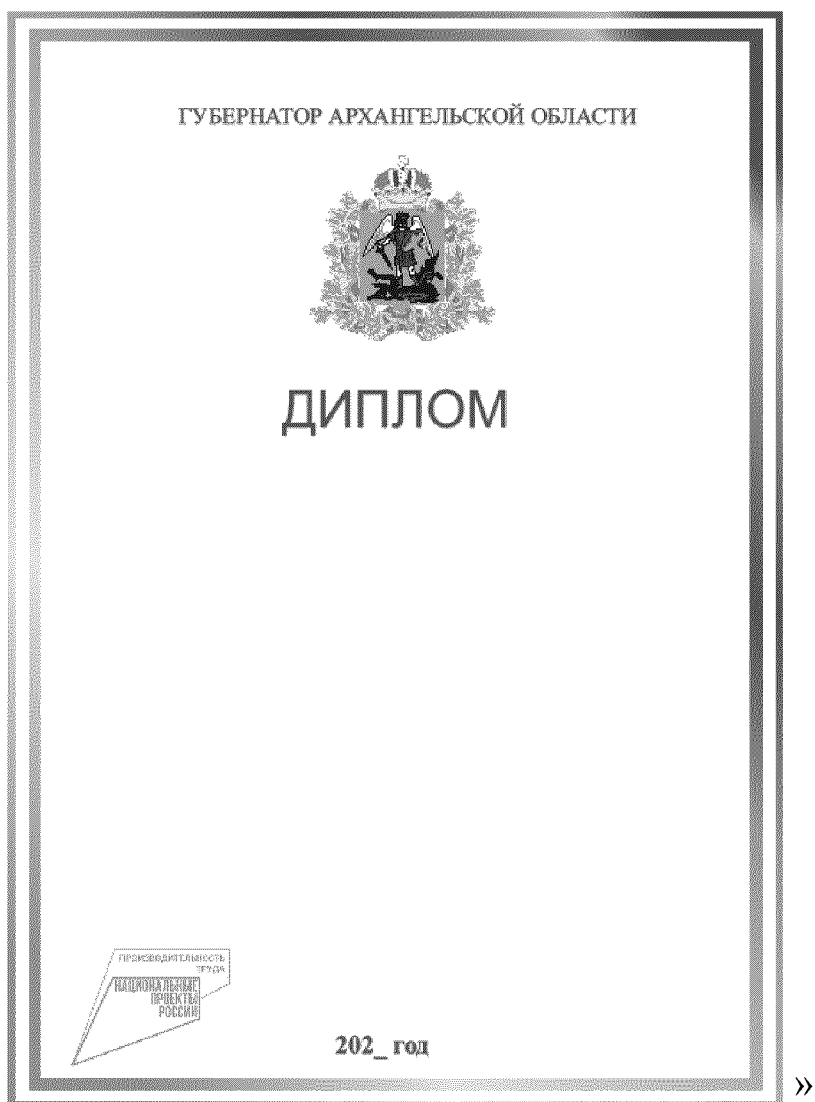 ГУБЕРНАТОР АРХАНГЕЛЬСКОЙ ОБЛАСТИ
ДИПЛОМ
ПРОИЗВОДИТЕЛЬНОСТЬ
ТРУДА
НАЦИОНАЛЬНЫЕ
ПРОЕКТЫ
РОССИИ
202_ год
»